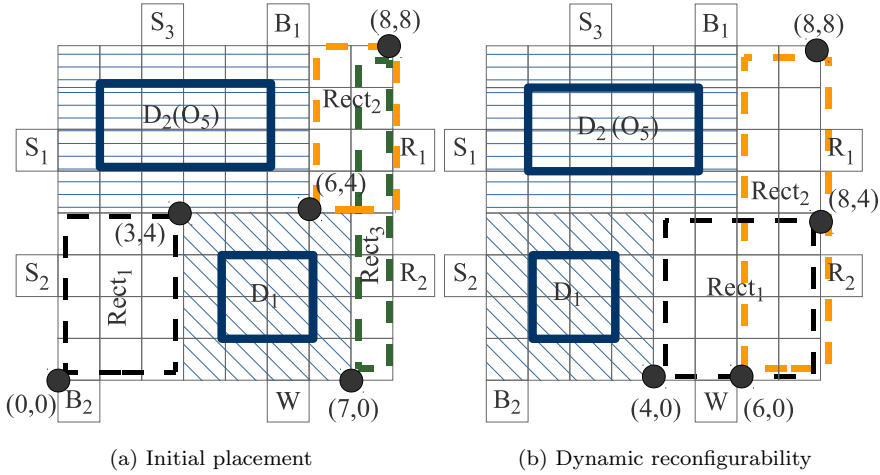 S3 B1 (8,8)
Rect2
D2(O5)
S1 R1
(6,4)
(3,4)
Rect3
S2 R2
Rect1 D1
(0,0) B2 W (7,0)
(a) Initial placement
S3 B1 (8,8)
D2(O5)
S1 R1
Rect2 (8,4)
S2 R2
D1 Rect1
B2 (4,0) W (6,0)
(b) Dynamic reconfigurability